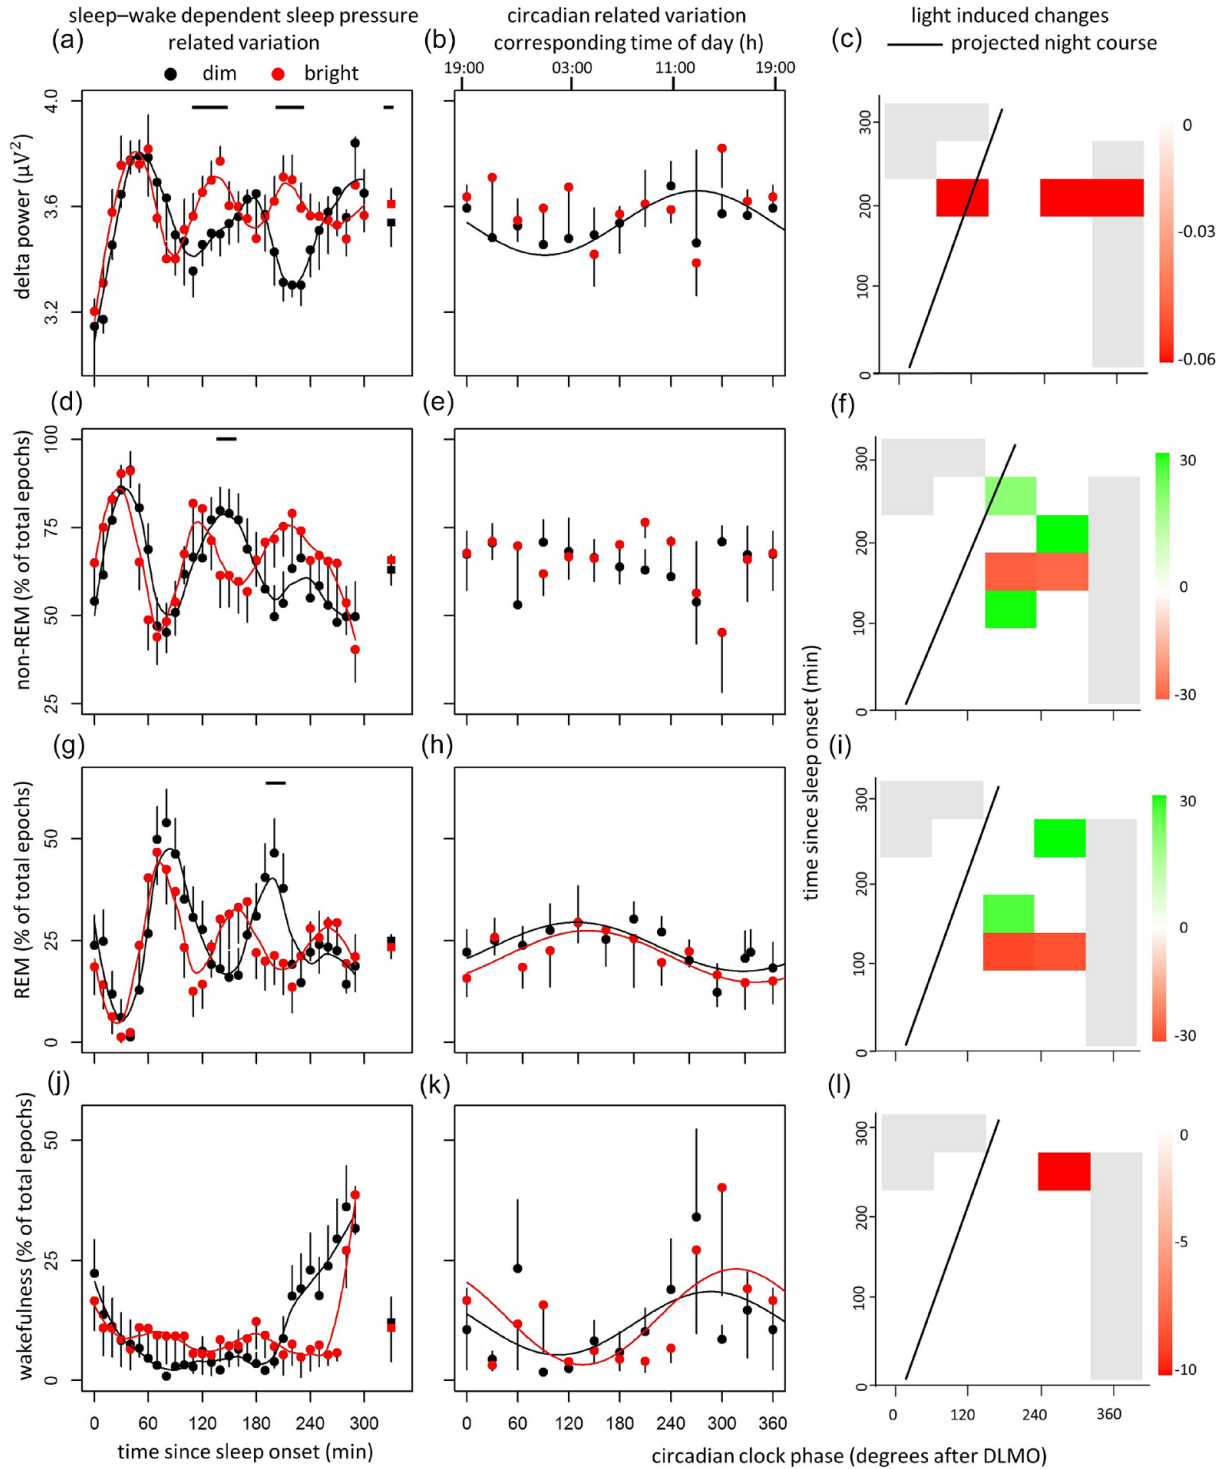 sleep–wake dependent sleep pressure
related variation
circadian related variation
corresponding time of day (h)
light induced changes
projected night course
(a)
(b)
(c)
dim
bright
19:00
03:00
11:00
19:00
delta power (μV²)
4.0
3.6
3.2
300
200
100
0
0
-0.03
-0.06
(d)
(e)
(f)
non-REM (% of total epochs)
100
75
50
25
300
200
100
0
30
0
-30
(g)
(h)
(i)
REM (% of total epochs)
50
25
0
time since sleep onset (min)
300
200
100
0
30
0
-30
(j)
(k)
(l)
wakefulness (% of total epochs)
50
25
0
300
200
100
0
0
-5
-10
0 60 120 180 240 300
0 60 120 180 240 300 360
0 120 240 360
time since sleep onset (min)
circadian clock phase (degrees after DLMO)